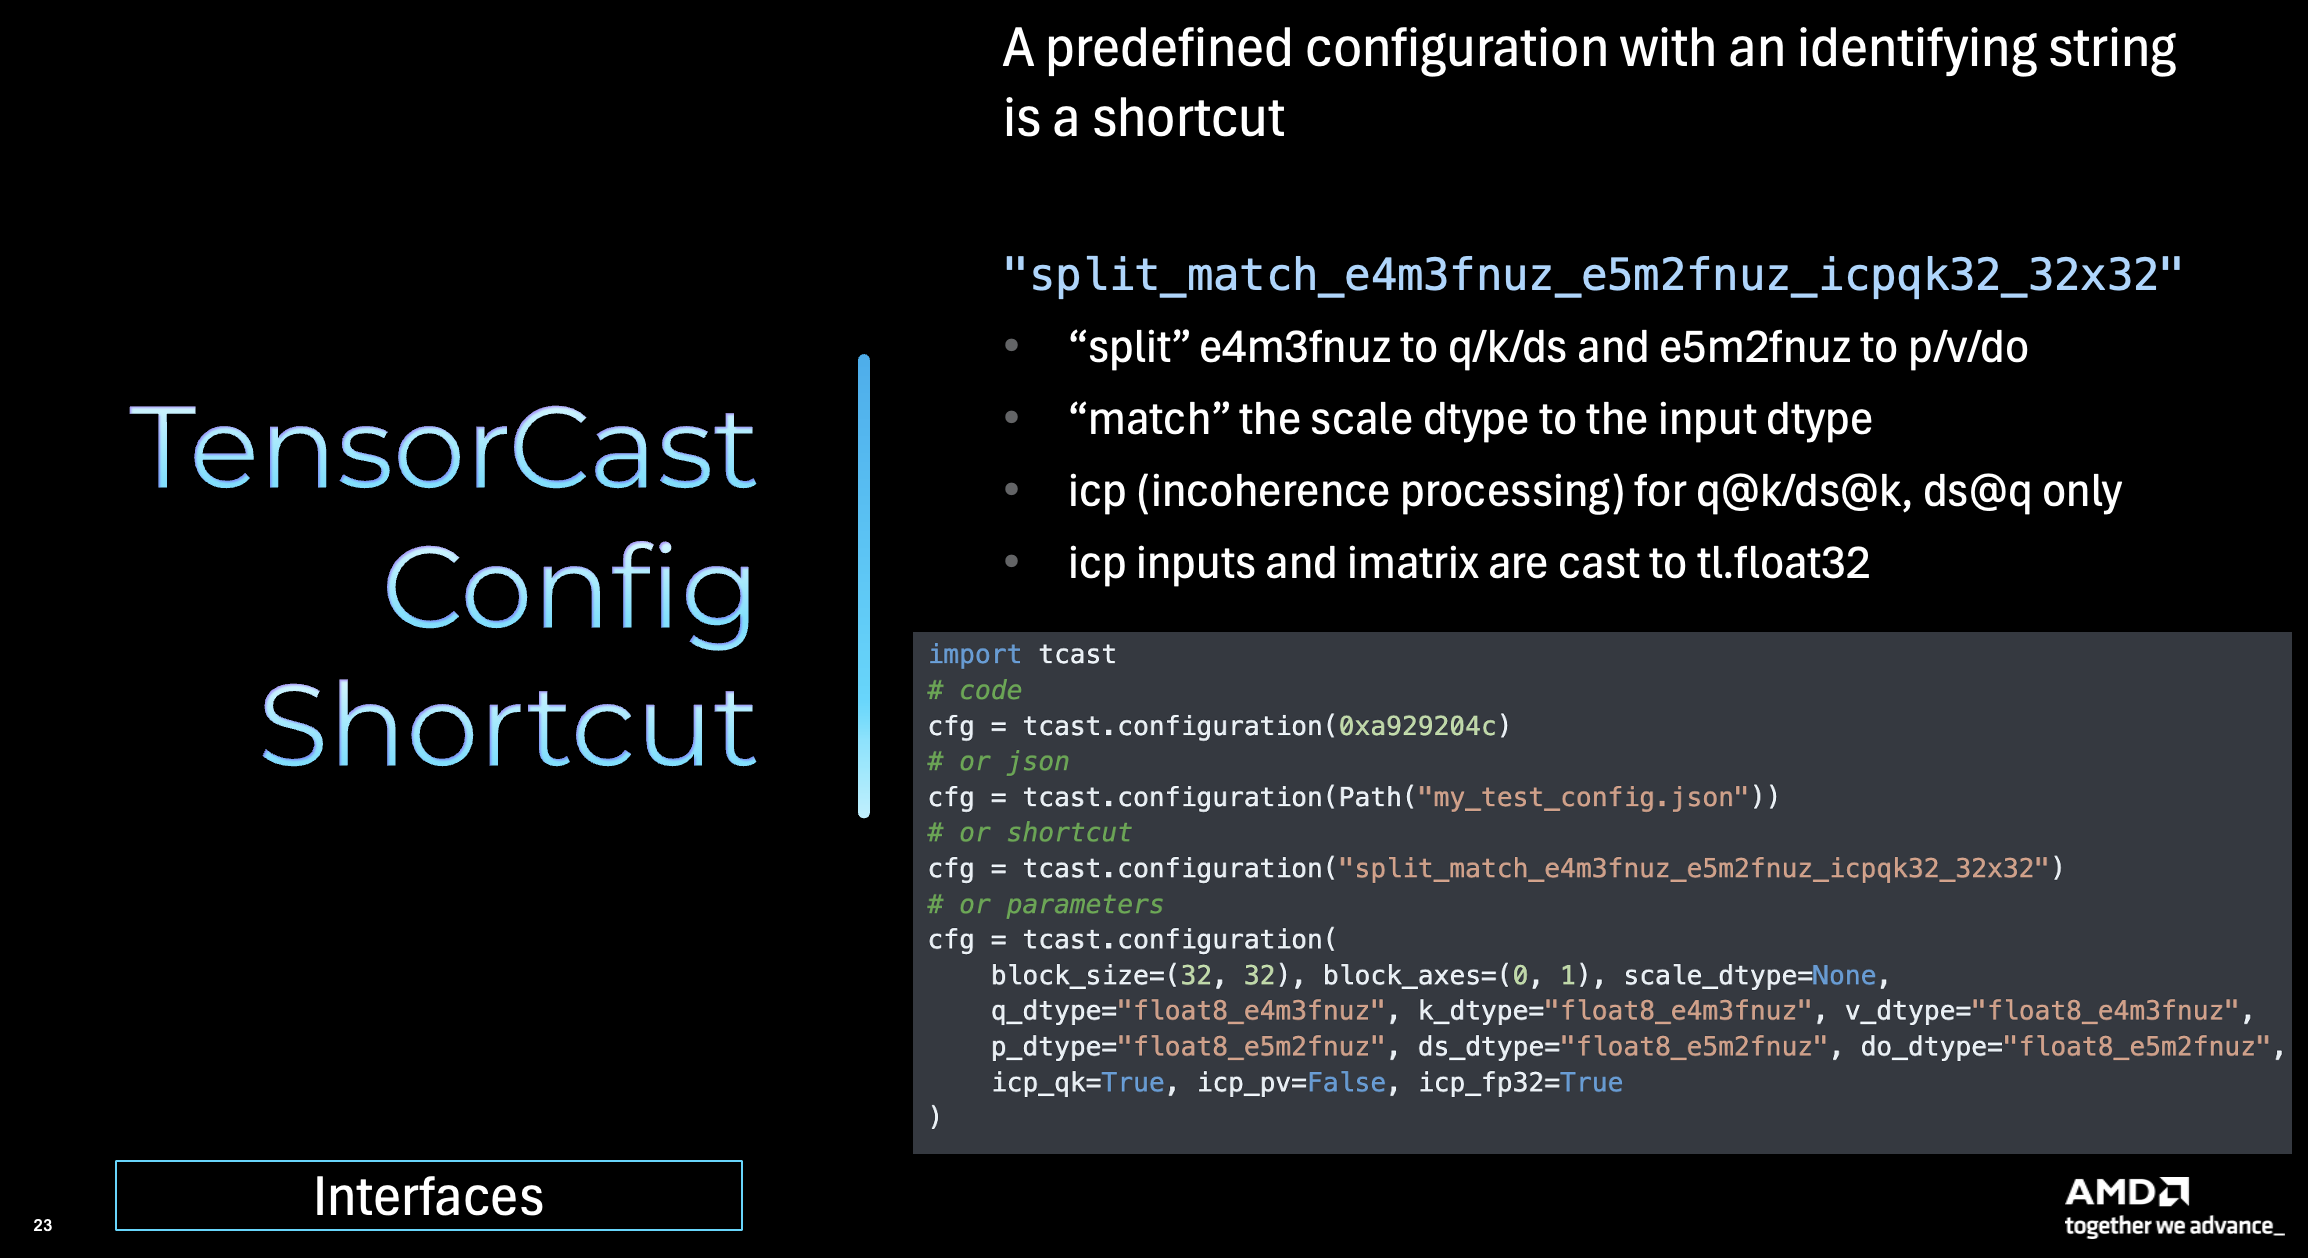 A predefined configuration with an identifying string
is a shortcut
"split_match_e4m3fnuz_e5m2fnuz_icpqk32_32x32"
• “split” e4m3fnuz to q/k/ds and e5m2fnuz to p/v/do
• “match” the scale dtype to the input dtype
• icp (incoherence processing) for q@k/ds@k, ds@q only
• icp inputs and imatrix are cast to tl.float32
TensorCast
Config
Shortcut
import tcast
# code
cfg = tcast.configuration(0xa929204c)
# or json
cfg = tcast.configuration(Path("my_test_config.json"))
# or shortcut
cfg = tcast.configuration("split_match_e4m3fnuz_e5m2fnuz_icpqk32_32x32")
# or parameters
cfg = tcast.configuration(
    block_size=(32, 32), block_axes=(0, 1), scale_dtype=None,
    q_dtype="float8_e4m3fnuz", k_dtype="float8_e4m3fnuz", v_dtype="float8_e4m3fnuz",
    p_dtype="float8_e5m2fnuz", ds_dtype="float8_e5m2fnuz", do_dtype="float8_e5m2fnuz",
    icp_qk=True, icp_pv=False, icp_fp32=True
)
Interfaces
23
AMD
together we advance_